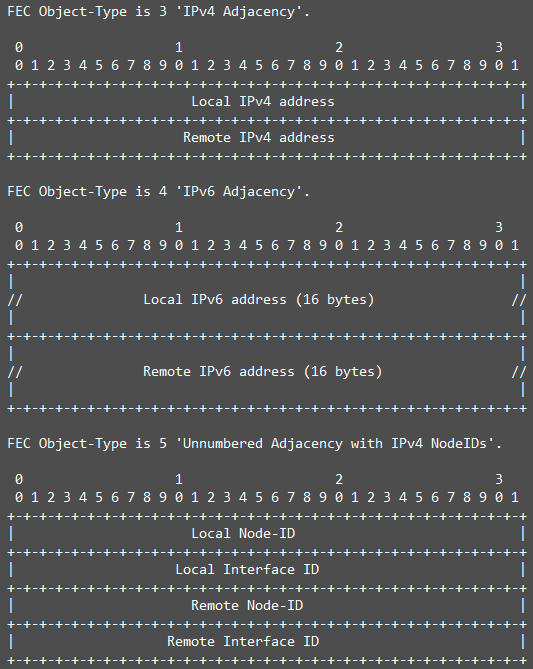 FEC Object-Type is 3 'IPv4 Adjacency'.

 0                   1                   2                   3
 0 1 2 3 4 5 6 7 8 9 0 1 2 3 4 5 6 7 8 9 0 1 2 3 4 5 6 7 8 9 0 1
+-+-+-+-+-+-+-+-+-+-+-+-+-+-+-+-+-+-+-+-+-+-+-+-+-+-+-+-+-+-+-+-+
|                      Local IPv4 address                       |
+-+-+-+-+-+-+-+-+-+-+-+-+-+-+-+-+-+-+-+-+-+-+-+-+-+-+-+-+-+-+-+-+
|                     Remote IPv4 address                       |
+-+-+-+-+-+-+-+-+-+-+-+-+-+-+-+-+-+-+-+-+-+-+-+-+-+-+-+-+-+-+-+-+

FEC Object-Type is 4 'IPv6 Adjacency'.

 0                   1                   2                   3
 0 1 2 3 4 5 6 7 8 9 0 1 2 3 4 5 6 7 8 9 0 1 2 3 4 5 6 7 8 9 0 1
+-+-+-+-+-+-+-+-+-+-+-+-+-+-+-+-+-+-+-+-+-+-+-+-+-+-+-+-+-+-+-+-+
|                                                               |
//               Local IPv6 address (16 bytes)                 //
|                                                               |
+-+-+-+-+-+-+-+-+-+-+-+-+-+-+-+-+-+-+-+-+-+-+-+-+-+-+-+-+-+-+-+-+
|                                                               |
//               Remote IPv6 address (16 bytes)                //
|                                                               |
+-+-+-+-+-+-+-+-+-+-+-+-+-+-+-+-+-+-+-+-+-+-+-+-+-+-+-+-+-+-+-+-+

FEC Object-Type is 5 'Unnumbered Adjacency with IPv4 NodeIDs'.

 0                   1                   2                   3
 0 1 2 3 4 5 6 7 8 9 0 1 2 3 4 5 6 7 8 9 0 1 2 3 4 5 6 7 8 9 0 1
+-+-+-+-+-+-+-+-+-+-+-+-+-+-+-+-+-+-+-+-+-+-+-+-+-+-+-+-+-+-+-+-+
|                      Local Node-ID                            |
+-+-+-+-+-+-+-+-+-+-+-+-+-+-+-+-+-+-+-+-+-+-+-+-+-+-+-+-+-+-+-+-+
|                    Local Interface ID                         |
+-+-+-+-+-+-+-+-+-+-+-+-+-+-+-+-+-+-+-+-+-+-+-+-+-+-+-+-+-+-+-+-+
|                      Remote Node-ID                           |
+-+-+-+-+-+-+-+-+-+-+-+-+-+-+-+-+-+-+-+-+-+-+-+-+-+-+-+-+-+-+-+-+
|                   Remote Interface ID                         |
+-+-+-+-+-+-+-+-+-+-+-+-+-+-+-+-+-+-+-+-+-+-+-+-+-+-+-+-+-+-+-+-+